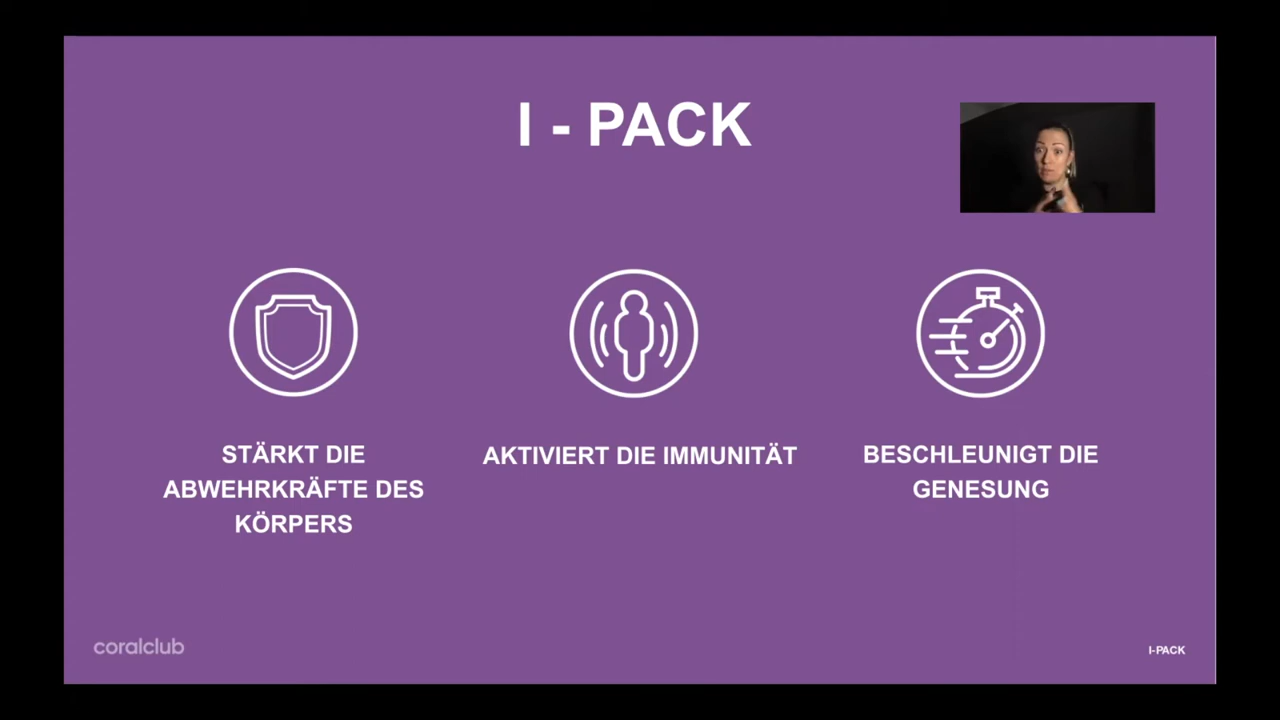 I - PACK
STÄRKT DIE
ABWEHRKRÄFTE DES
KÖRPERS
AKTIVIERT DIE IMMUNITÄT
BESCHLEUNIGT DIE
GENESUNG
coralclub
I-PACK